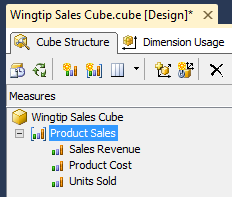 Wingtip Sales Cube.cube [Design]*
Cube Structure Dimension Usage
Measures
Wingtip Sales Cube
Product Sales
Sales Revenue
Product Cost
Units Sold